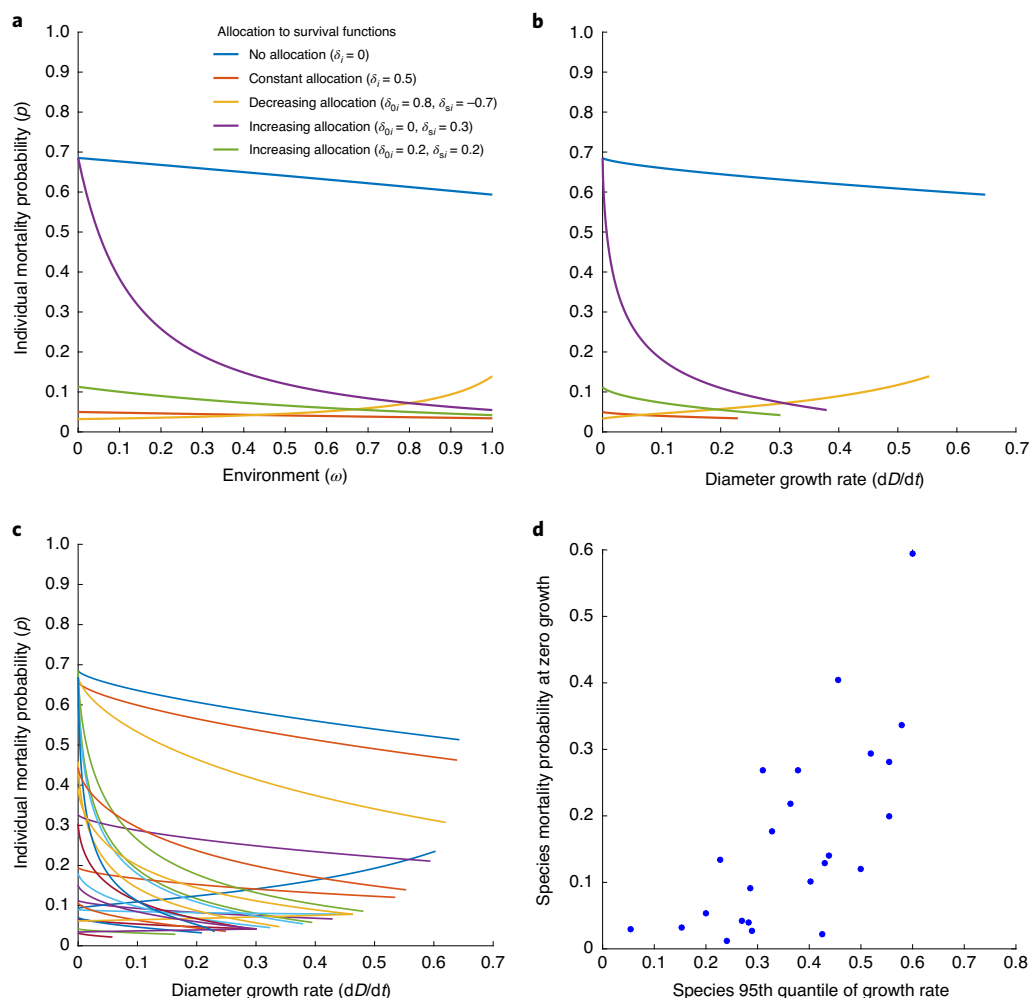 a
Allocation to survival functions
No allocation (δi = 0)
Constant allocation (δi = 0.5)
Decreasing allocation (δ0i = 0.8, δsi = –0.7)
Increasing allocation (δ0i = 0, δsi = 0.3)
Increasing allocation (δ0i = 0.2, δsi = 0.2)
Individual mortality probability (p)
1.0
0.9
0.8
0.7
0.6
0.5
0.4
0.3
0.2
0.1
0
0 0.1 0.2 0.3 0.4 0.5 0.6 0.7 0.8 0.9 1.0
Environment (ω)
b
1.0
0.9
0.8
0.7
0.6
0.5
0.4
0.3
0.2
0.1
0
0 0.1 0.2 0.3 0.4 0.5 0.6 0.7
Diameter growth rate (dD/dt)
c
Individual mortality probability (p)
1.0
0.9
0.8
0.7
0.6
0.5
0.4
0.3
0.2
0.1
0
0 0.1 0.2 0.3 0.4 0.5 0.6 0.7
Diameter growth rate (dD/dt)
d
Species mortality probability at zero growth
0.6
0.5
0.4
0.3
0.2
0.1
0
0 0.1 0.2 0.3 0.4 0.5 0.6 0.7 0.8
Species 95th quantile of growth rate